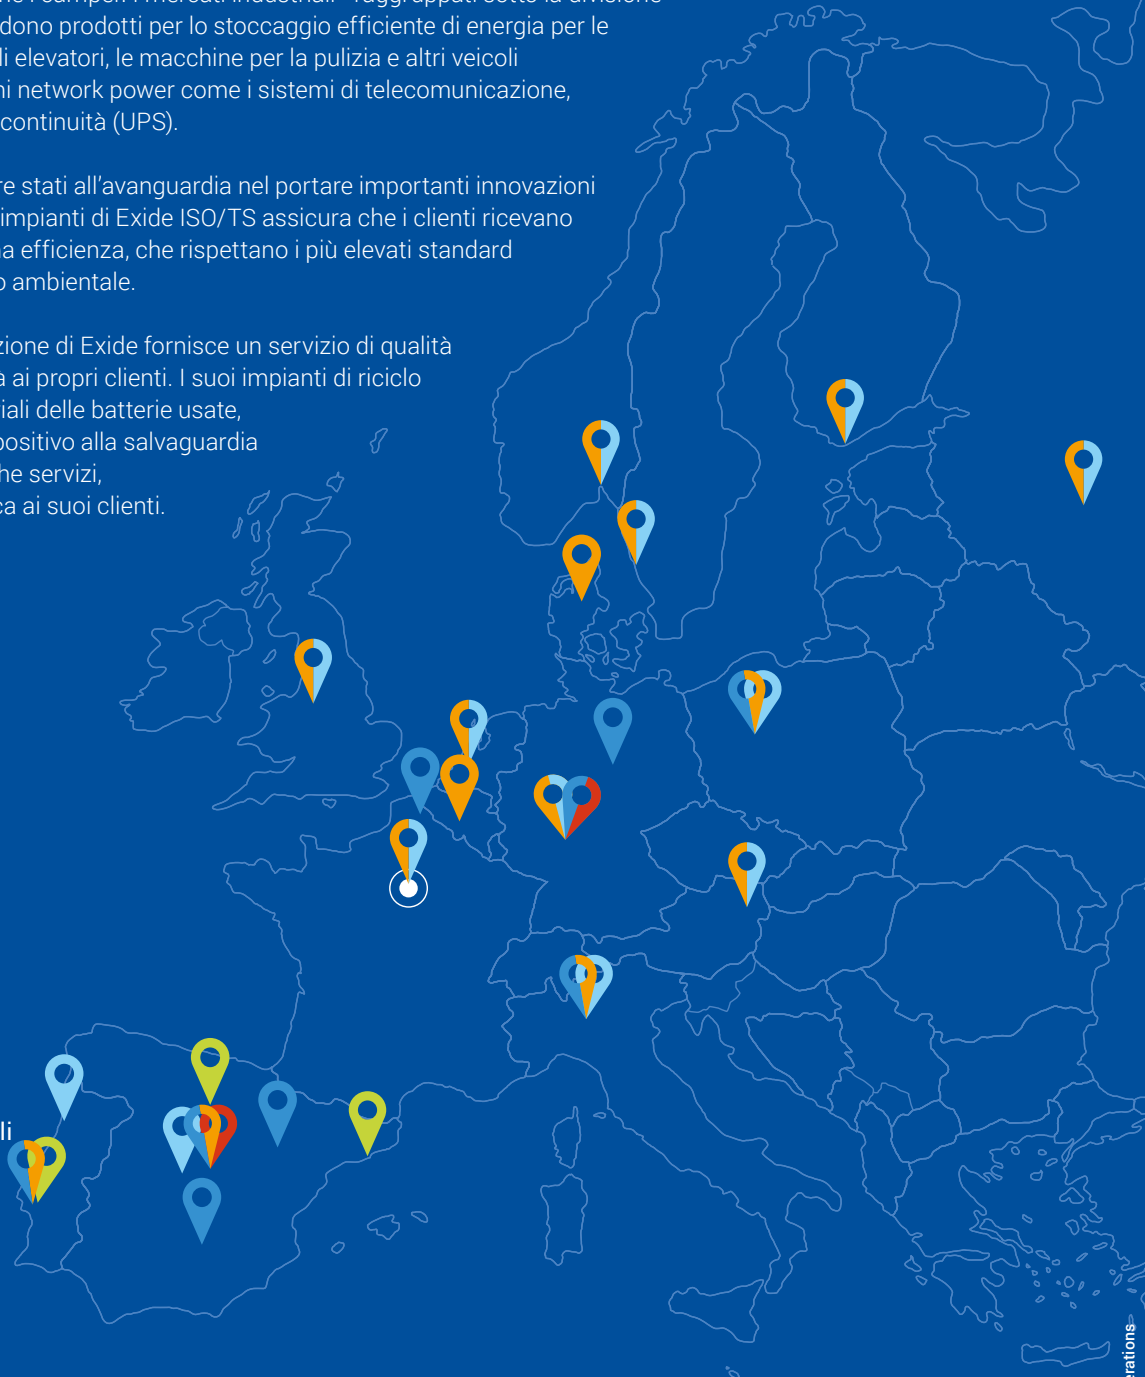 dono prodotti per lo stoccaggio efficiente di energia per le
li elevatori, le macchine per la pulizia e altri veicoli
ni network power come i sistemi di telecomunicazione,
continuità (UPS).
re stati all'avanguardia nel portare importanti innovazioni
impianti di Exide ISO/TS assicura che i clienti ricevano
na efficienza, che rispettano i più elevati standard
o ambientale.
zione di Exide fornisce un servizio di qualità
à ai propri clienti. I suoi impianti di riciclo
riali delle batterie usate,
positivo alla salvaguardia
he servizi,
ca ai suoi clienti.
li
erations